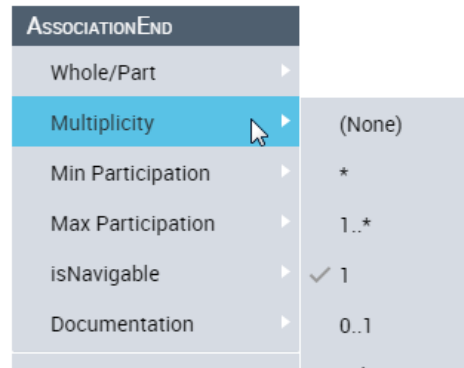 AssociationEnd
Whole/Part
Multiplicity
Min Participation
Max Participation
isNavigable
Documentation
(None)
*
1..*
1
0..1